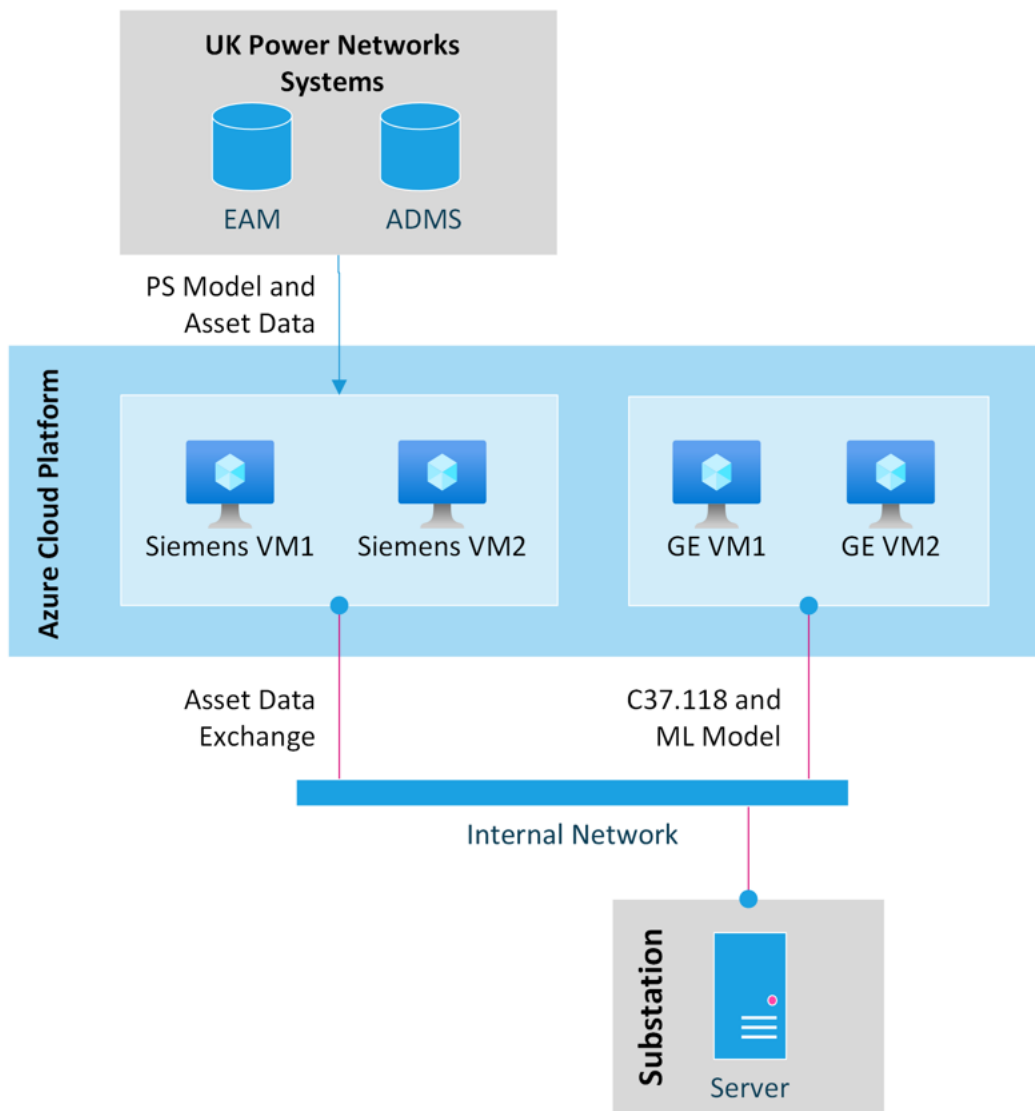 UK Power Networks
Systems
EAM
ADMS
PS Model and
Asset Data
Azure Cloud Platform
Siemens VM1
Siemens VM2
GE VM1
GE VM2
Asset Data
Exchange
C37.118 and
ML Model
Internal Network
Substation
Server